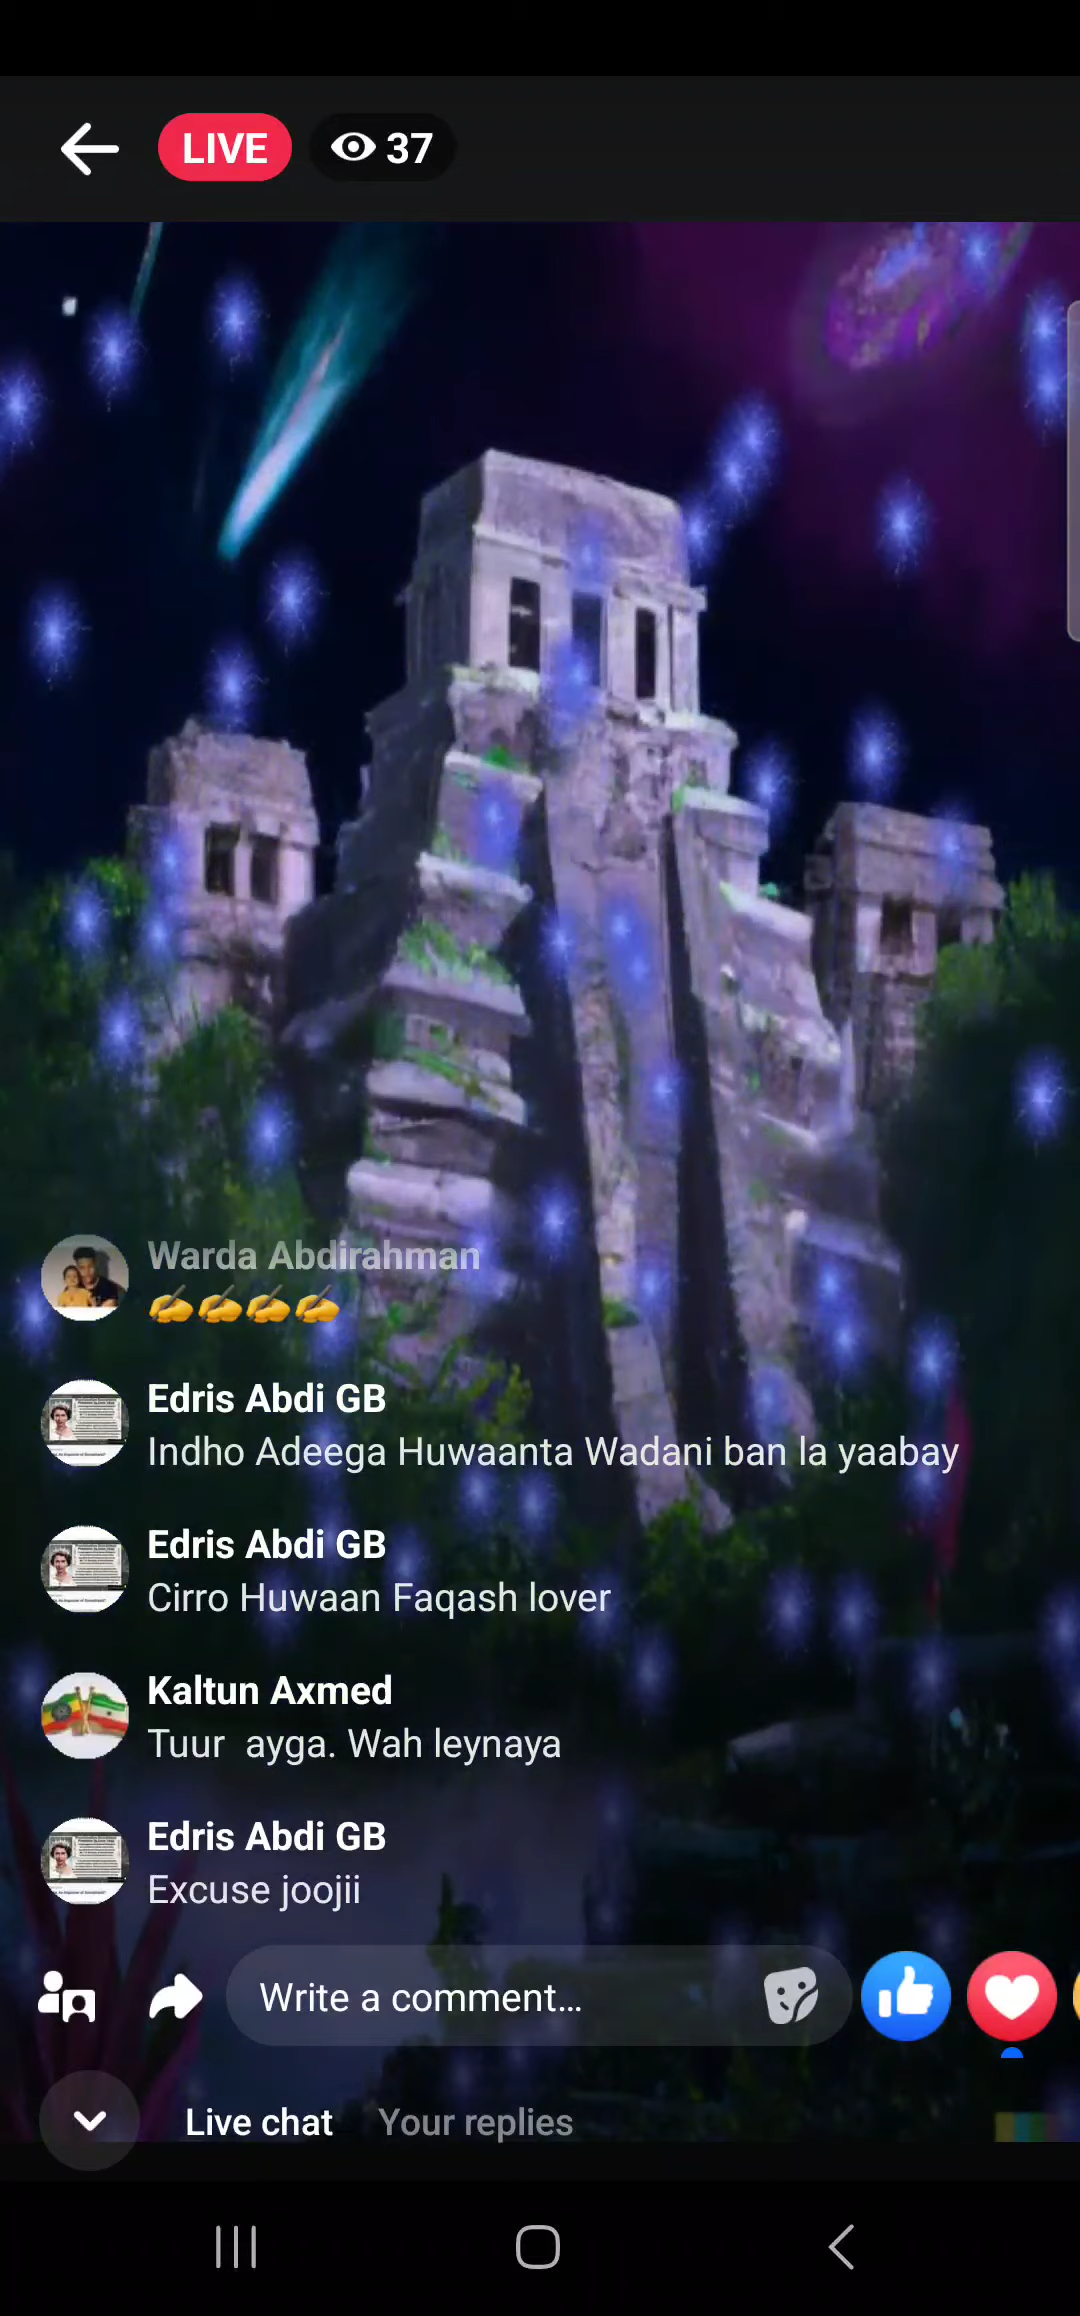 LIVE 37
Warda Abdirahman
✍✍✍✍
Edris Abdi GB
Indho Adeega Huwaanta Wadani ban la yaabay
Edris Abdi GB
Cirro Huwaan Faqash lover
Kaltun Axmed
Tuur ayga. Wah leynaya
Edris Abdi GB
Excuse joojii
Write a comment...
Live chat Your replies